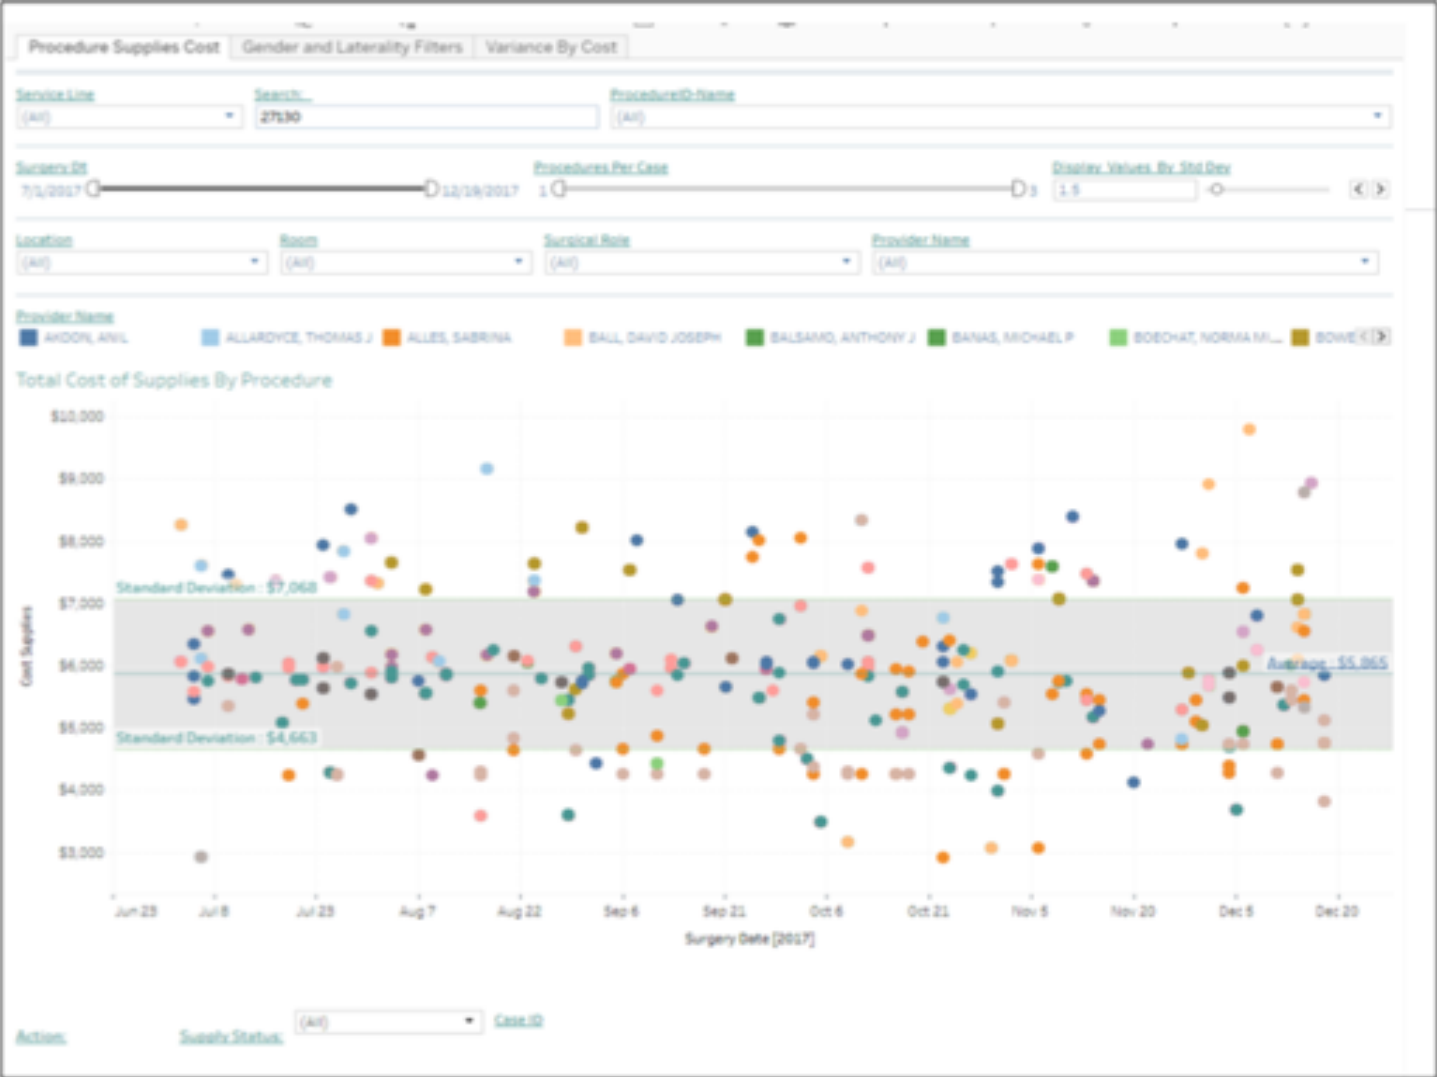 Procedure Supplies Cost Gender and Laterality Filters Variance By Cost
Service Line Search: ProcedureID-Name
(All) 27130 (All)
Surgery Dt Procedures Per Case Display Values By Std Dev
7/1/2017 12/19/2017 1 3 1.5
Location Room Surgical Role Provider Name
(All) (All) (All) (All)
Provider Name
ALLARDYCE, THOMAS J ALLES, SABRINA BALL, DAVID JOSEPH BALSAMO, ANTHONY J BANAS, MICHAEL P BOECHAT, NORMA M... BOWE
Total Cost of Supplies By Procedure
$10,000
$9,000
$8,000
Standard Deviation : $7,068
$7,000
$6,000
Average : $5,865
Cost Supplies
$5,000
Standard Deviation : $4,663
$4,000
$3,000
Jun 23 Jul 8 Jul 23 Aug 7 Aug 22 Sep 6 Sep 21 Oct 6 Oct 21 Nov 5 Nov 20 Dec 5 Dec 20
Surgery Date [2017]
(All) Case ID
Action: Supply Status: